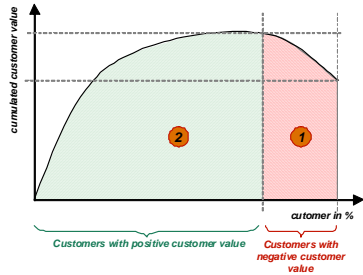 cumulated customer value
2
1
cutomer in %
Customers with positive customer value
Customers with
negative customer
value